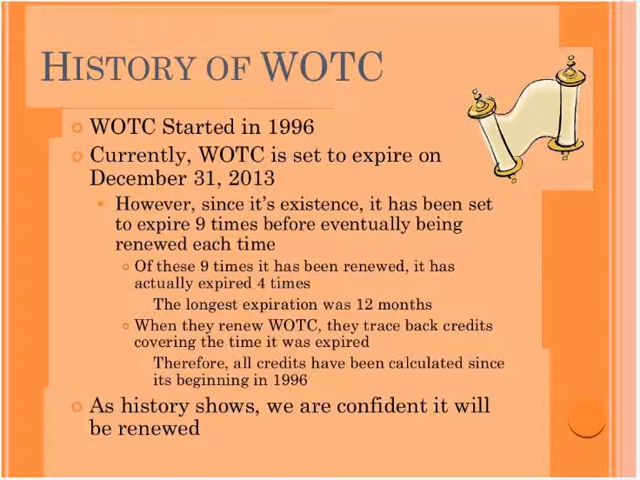 HISTORY OF WOTC
WOTC Started in 1996
Currently, WOTC is set to expire on
December 31, 2013
However, since it's existence, it has been set
to expire 9 times before eventually being
renewed each time
Of these 9 times it has been renewed, it has
actually expired 4 times
The longest expiration was 12 months
When they renew WOTC, they trace back credits
covering the time it was expired
Therefore, all credits have been calculated since
its beginning in 1996
As history shows, we are confident it will
be renewed